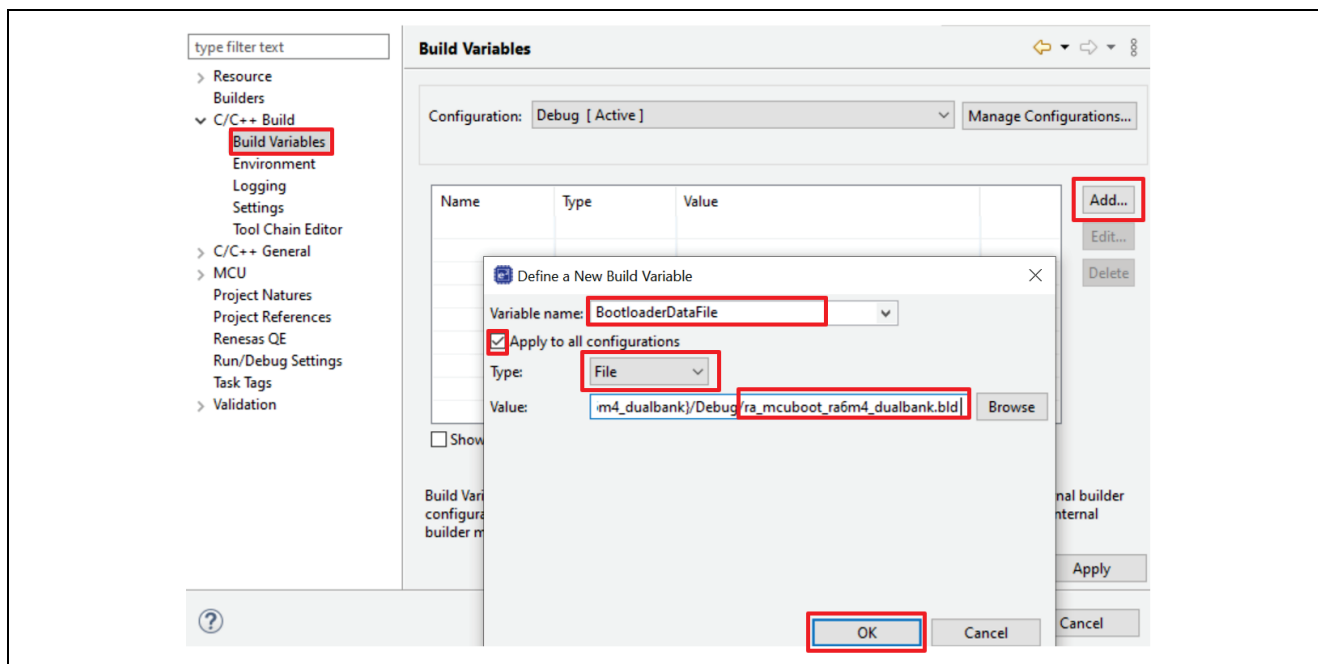 type filter text
Resource
Builders
C/C++ Build
Build Variables
Environment
Logging
Settings
Tool Chain Editor
C/C++ General
MCU
Project Natures
Project References
Renesas QE
Run/Debug Settings
Task Tags
Validation
Build Variables
Configuration: Debug [ Active ] Manage Configurations...
Name Type Value
Add...
Edit...
Delete
Define a New Build Variable
Variable name: BootloaderDataFile
Apply to all configurations
Type: File
Value: m4_dualbank}/Debug/ra_mcuboot_ra6m4_dualbank.bld Browse
Show
Build Vari nal builder
configura nternal
builder m
Apply
OK Cancel
Cancel